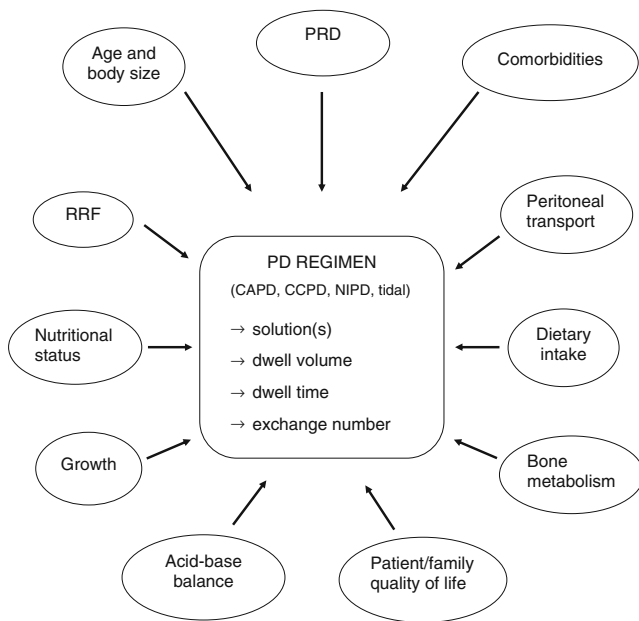 PRD
Age and
body size
Comorbidities
RRF
Peritoneal
transport
PD REGIMEN
(CAPD, CCPD, NIPD, tidal)
→ solution(s)
→ dwell volume
→ dwell time
→ exchange number
Nutritional
status
Dietary
intake
Growth
Bone
metabolism
Acid-base
balance
Patient/family
quality of life